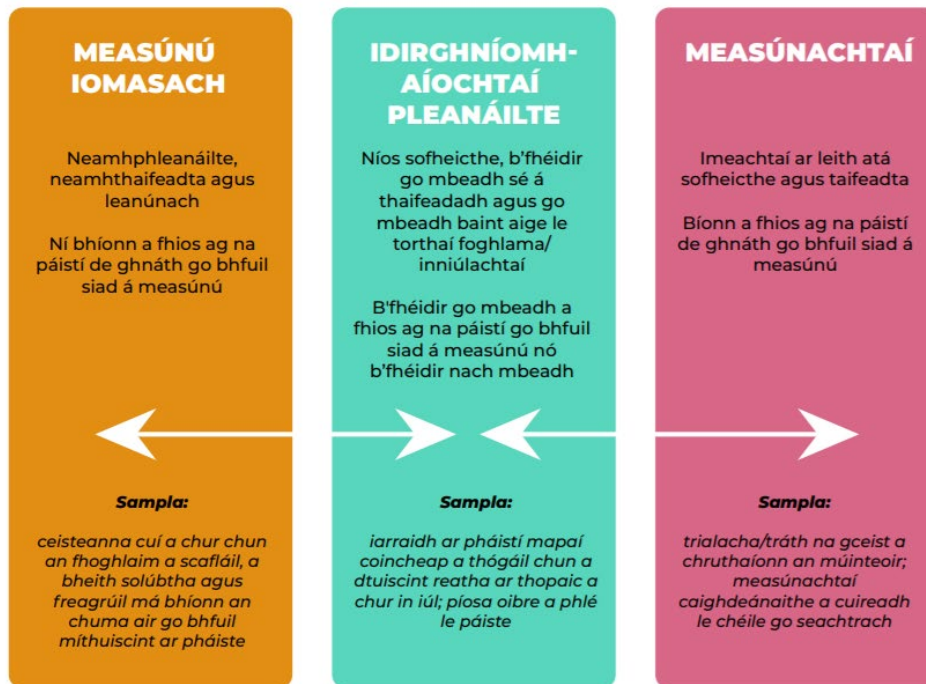 MEASÚNÚ
IOMASACH
Neamhphleanáilte,
neamhthaifeadta agus
leanúnach
Ní bhíonn a fhios ag na
páistí de ghnáth go bhfuil
siad á measúnú
Sampla:
ceisteanna cuí a chur chun
an fhoghlaim a scafláil, a
bheith solúbtha agus
freagrúil má bhíonn an
chuma air go bhfuil
míthuiscint ar pháiste
IDIRGHNÍOMH-
AÍOCHTAÍ
PLEANÁILTE
Níos sofheicthe, b'fhéidir
go mbeadh sé á
thaifeadadh agus go
mbeadh baint aige le
torthaí foghlama/
inniúlachtaí
B'fhéidir go mbeadh a
fhios ag na páistí go bhfuil
siad á measúnú nó
b'fhéidir nach mbeadh
Sampla:
iarraidh ar pháistí mapaí
coincheap a thógáil chun a
dtuiscint reatha ar thopaic a
chur in iúl; píosa oibre a phlé
le páiste
MEASÚNACHTAÍ
Imeachtaí ar leith atá
sofheicthe agus taifeadta
Bíonn a fhios ag na páistí
de ghnáth go bhfuil siad á
measúnú
Sampla:
trialacha/tráth na gceist a
chruthaíonn an múinteoir;
measúnachtaí
caighdeánaithe a cuireadh
le chéile go seachtrach